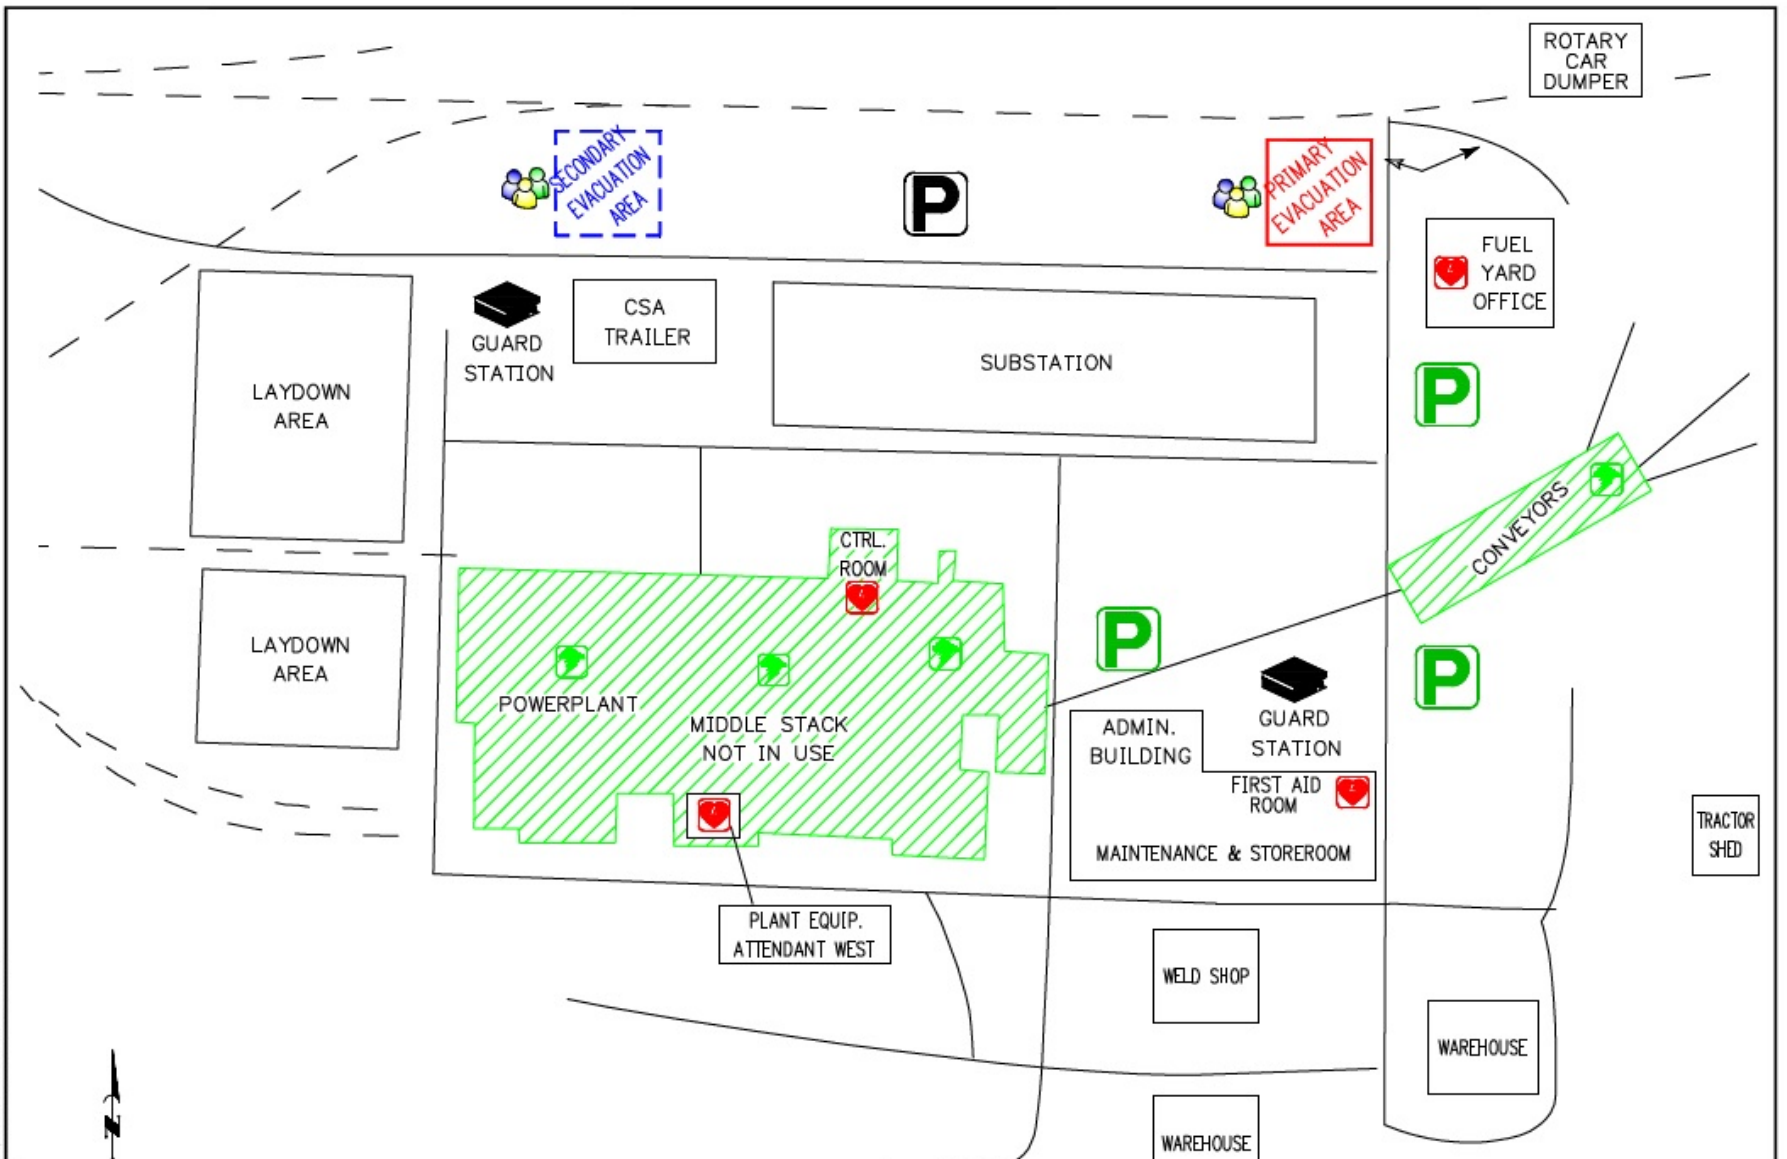 ROTARY
CAR
DUMPER
SECONDARY
EVACUATION
AREA
P
PRIMARY
EVACUATION
AREA
FUEL
YARD
OFFICE
GUARD
STATION
CSA
TRAILER
SUBSTATION
LAYDOWN
AREA
P
CONVEYORS
CTRL.
ROOM
LAYDOWN
AREA
POWERPLANT
MIDDLE STACK
NOT IN USE
P
P
GUARD
STATION
ADMIN.
BUILDING
FIRST AID
ROOM
MAINTENANCE & STOREROOM
TRACTOR
SHED
PLANT EQUIP.
ATTENDANT WEST
WELD SHOP
WAREHOUSE
WAREHOUSE
N